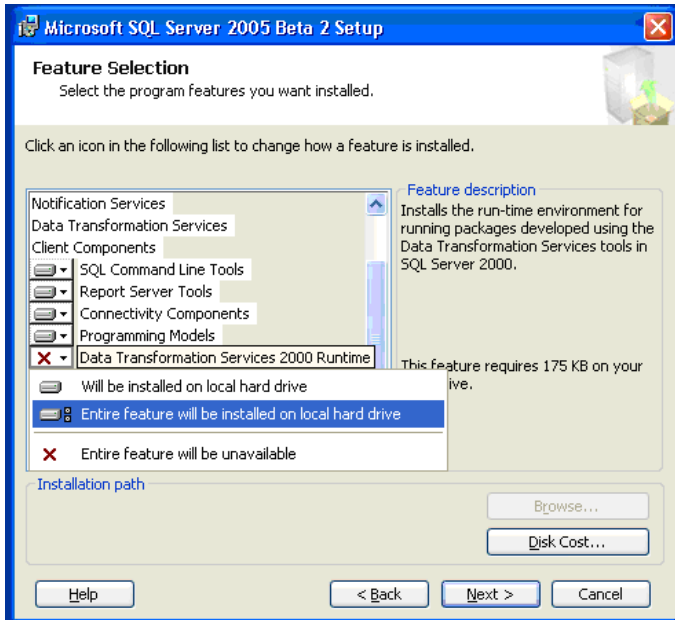 Microsoft SQL Server 2005 Beta 2 Setup
Feature Selection
Select the program features you want installed.
Click an icon in the following list to change how a feature is installed.
Notification Services
Data Transformation Services
Client Components
SQL Command Line Tools
Report Server Tools
Connectivity Components
Programming Models
Data Transformation Services 2000 Runtime
Will be installed on local hard drive
Entire feature will be installed on local hard drive
Entire feature will be unavailable
Feature description
Installs the run-time environment for
running packages developed using the
Data Transformation Services tools in
SQL Server 2000.
This feature requires 175 KB on your
ive.
Installation path
Browse...
Disk Cost...
Help
< Back
Next >
Cancel